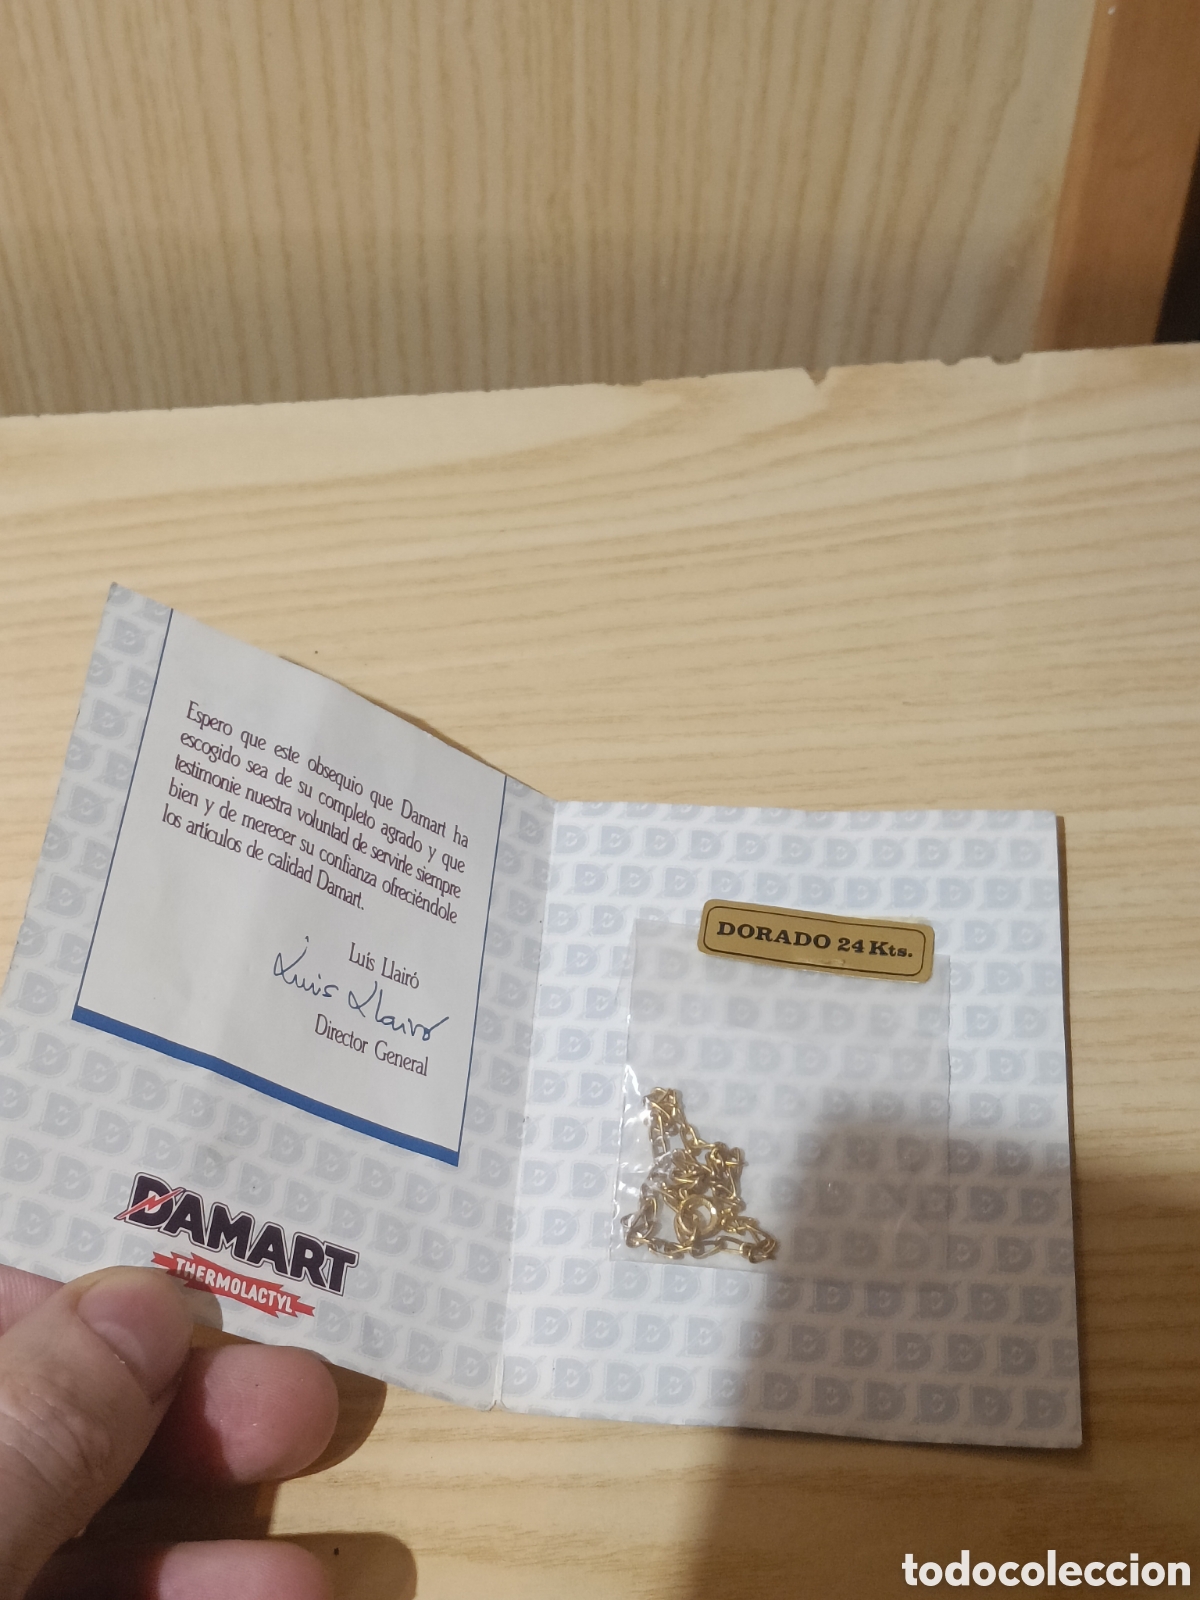 Espero que este obsequio que Damart ha
escogido sea de su completo agrado y que
testimonie nuestra voluntad de servirle siempre
bien y de merecer su confianza ofreciéndole
los artículos de calidad Damart.
Luís Llairó
Luis Llairó
Director General
DAMART
THERMOLACTYL
DORADO 24 Kts.
todocoleccion